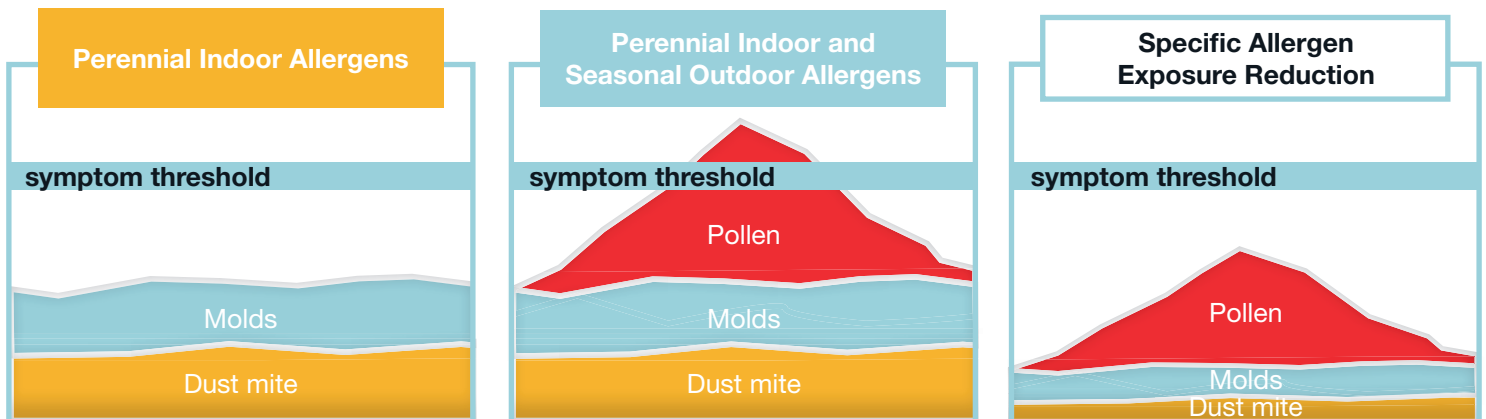 Perennial Indoor Allergens
symptom threshold
Molds
Dust mite
Perennial Indoor and
Seasonal Outdoor Allergens
symptom threshold
Pollen
Molds
Dust mite
Specific Allergen
Exposure Reduction
symptom threshold
Pollen
Molds
Dust mite